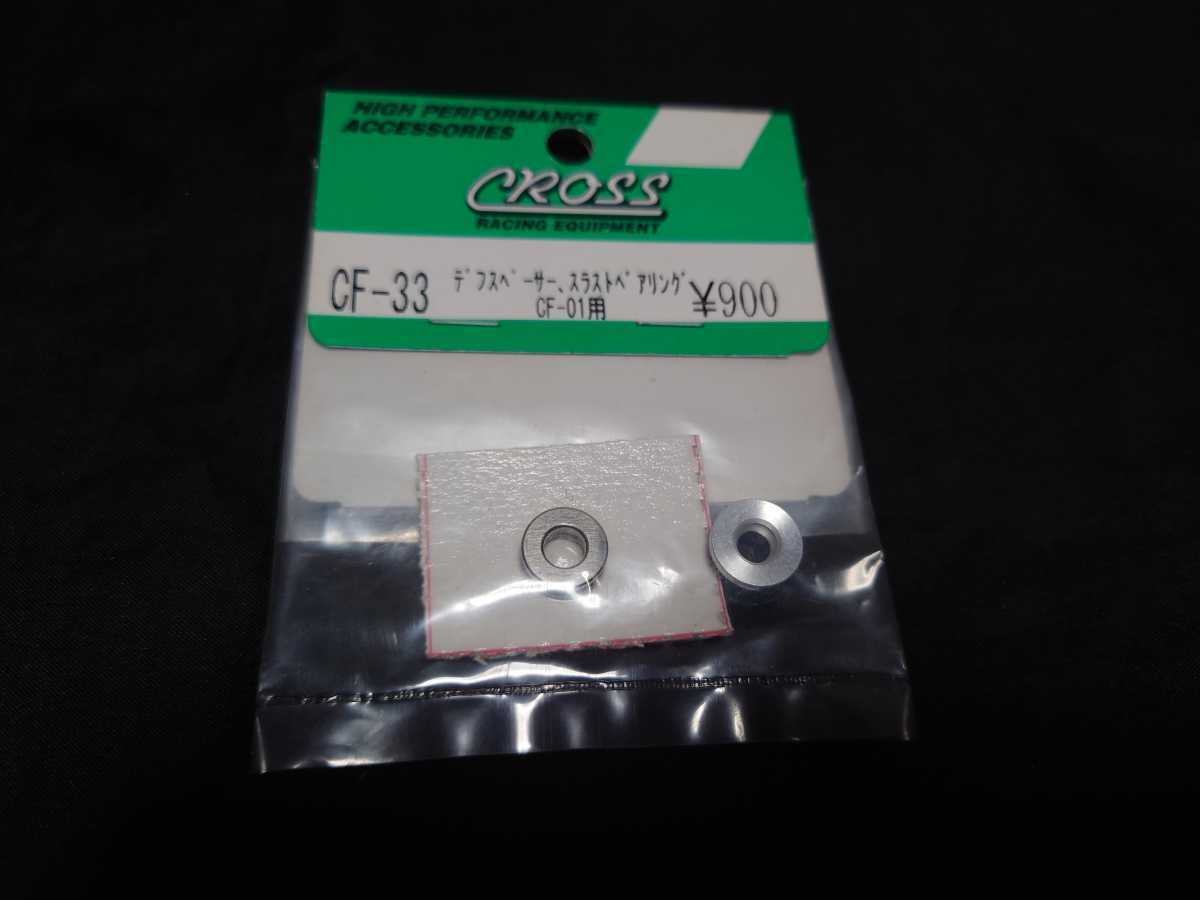 HIGH PERFORMANCE
ACCESSORIES
CROSS
RACING EQUIPMENT
CF-33 ﾃﾞﾌｽﾍﾟｰｻｰ、ｽﾗｽﾄﾍﾞｱﾘﾝｸﾞ ¥900
CF-01用